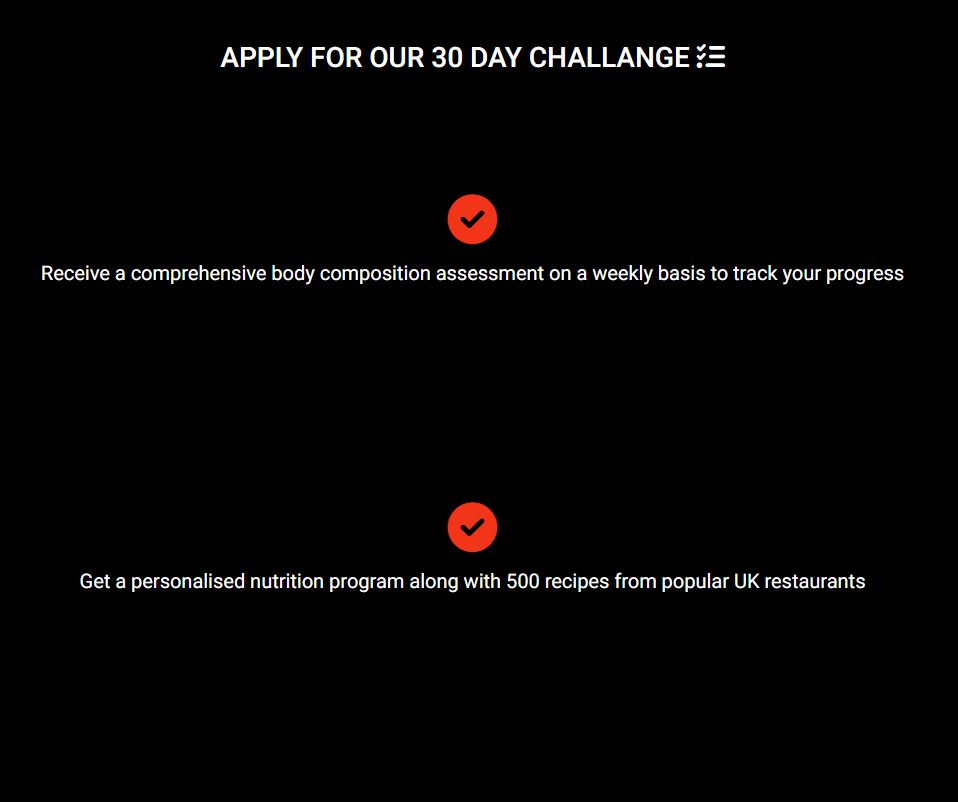 APPLY FOR OUR 30 DAY CHALLANGE
Receive a comprehensive body composition assessment on a weekly basis to track your progress
Get a personalised nutrition program along with 500 recipes from popular UK restaurants